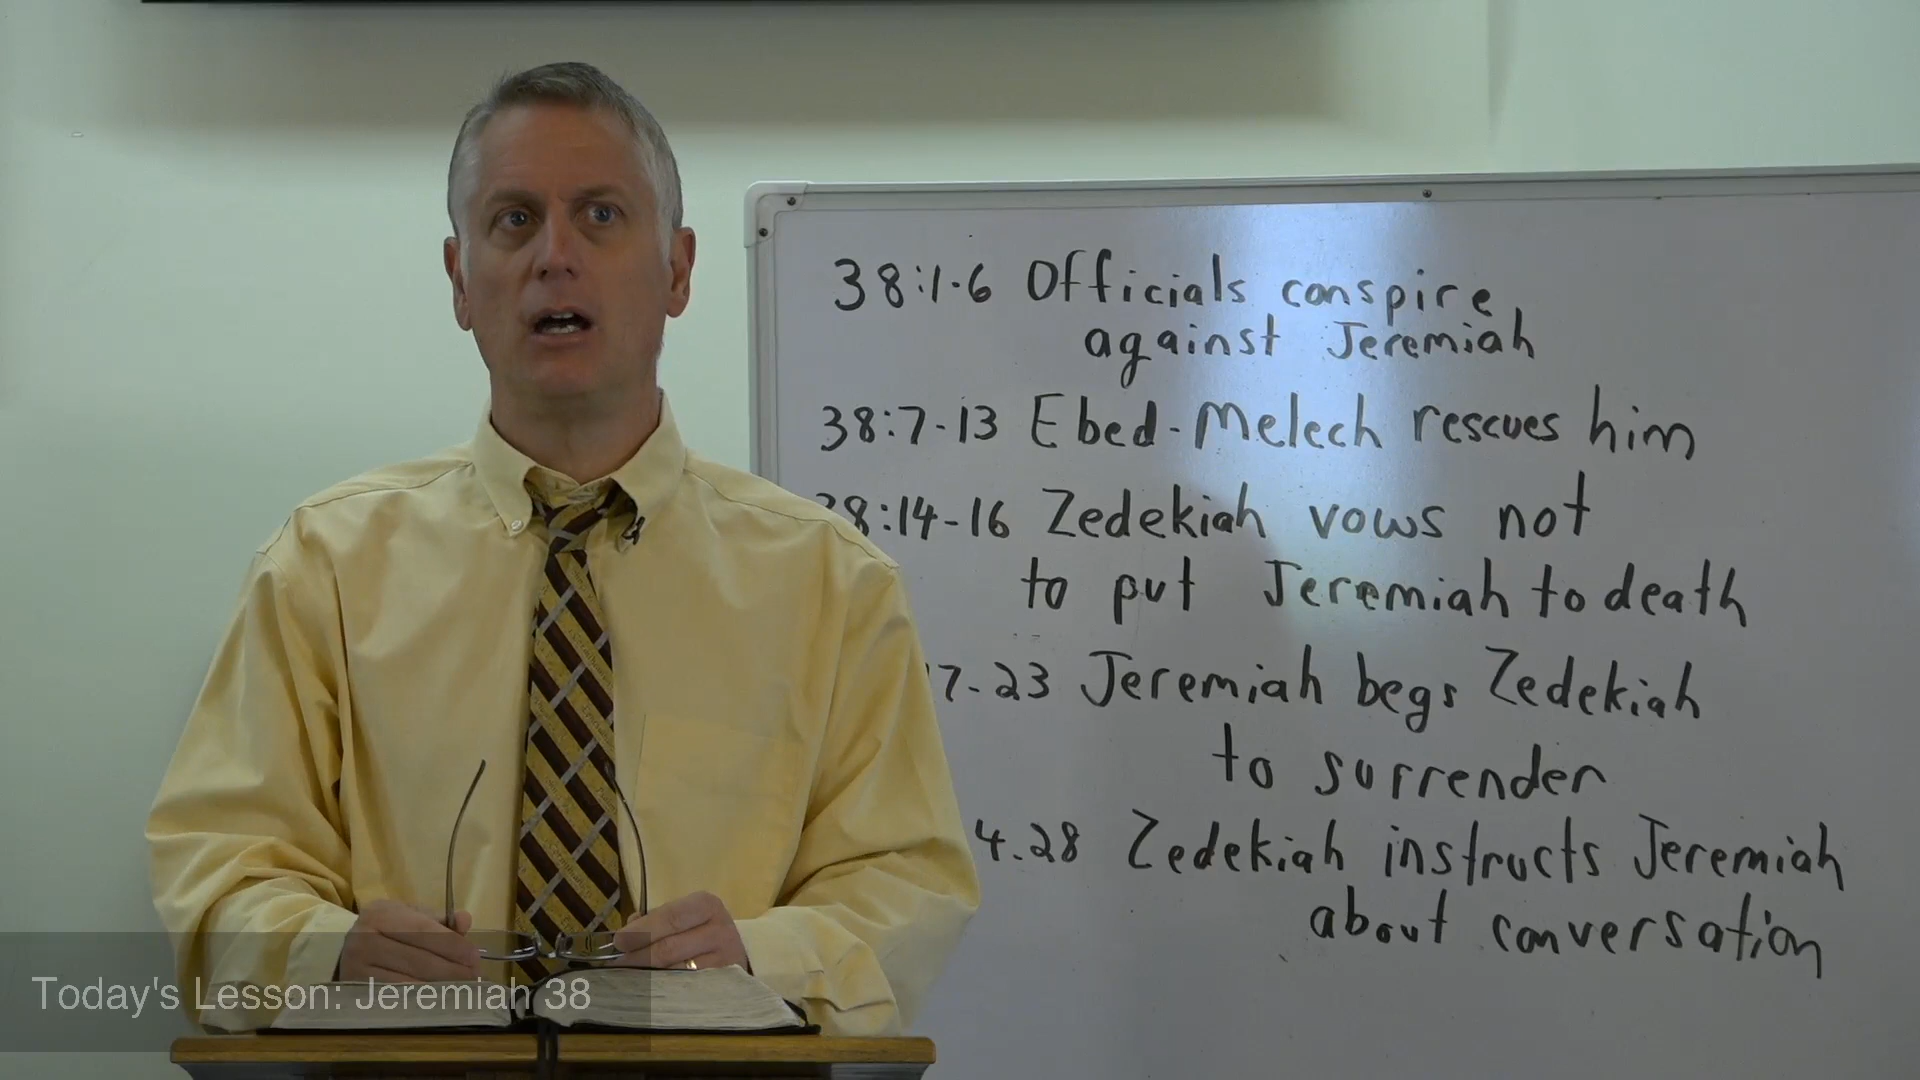 38:1-6 Officials conspire
against Jeremiah
38:7-13 Ebed-Melech rescues him
38:14-16 Zedekiah vows not
to put Jeremiah to death
17-23 Jeremiah begs Zedekiah
to surrender
4-28 Zedekiah instructs Jeremiah
about conversation
Today's Lesson: Jeremiah 38